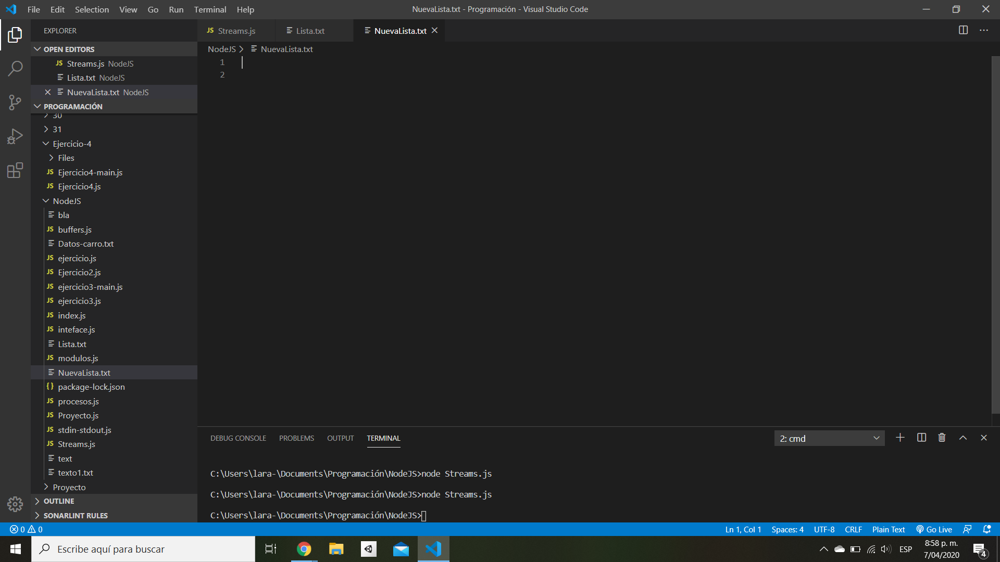 File Edit Selection View Go Run Terminal Help
NuevaLista.txt - Programación - Visual Studio Code
EXPLORER
OPEN EDITORS
JS Streams.js NodeJS
Lista.txt NodeJS
NuevaLista.txt NodeJS
PROGRAMACIÓN
30
31
Ejercicio-4
Files
JS Ejercicio4-main.js
JS Ejercicio4.js
NodeJS
bla
JS buffers.js
Datos-carro.txt
JS ejercicio.js
JS Ejercicio2.js
JS ejercicio3-main.js
JS ejercicio3.js
JS index.js
JS inteface.js
Lista.txt
JS modulos.js
NuevaLista.txt
{} package-lock.json
JS procesos.js
JS Proyecto.js
JS stdin-stdout.js
JS Streams.js
text
texto1.txt
Proyecto
OUTLINE
SONARLINT RULES
JS Streams.js
Lista.txt
NuevaLista.txt
NodeJS > NuevaLista.txt
1
2
DEBUG CONSOLE PROBLEMS OUTPUT TERMINAL
2: cmd
C:\Users\lara-\Documents\Programación\NodeJS>node Streams.js
C:\Users\lara-\Documents\Programación\NodeJS>node Streams.js
C:\Users\lara-\Documents\Programación\NodeJS>
0 0
Ln 1, Col 1 Spaces: 4 UTF-8 CRLF Plain Text Go Live
Escribe aquí para buscar
ESP
8:58 p. m.
7/04/2020
4